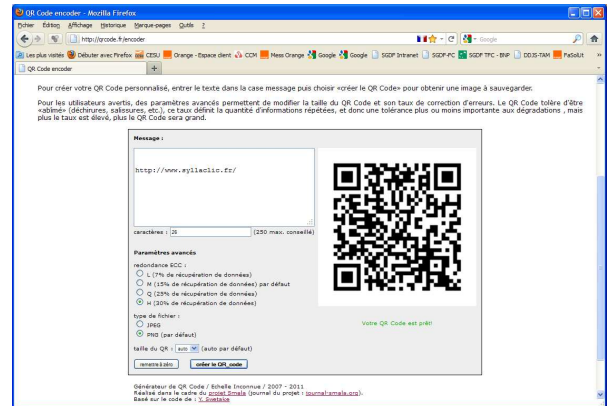 QR Code encoder - Mozilla Firefox
Fichier Édition Affichage Historique Marque-pages Outils ?
http://qrcode.fr/encoder
Google
Les plus visités Débuter avec Firefox CESU Orange - Espace client CCM Mess Orange Google Google SGDF Intranet SGDF-PC SGDF TPC - BNP DDJS-TAM PaSoLut
QR Code encoder
Pour créer votre QR Code personnalisé, entrer le texte dans la case message puis cliquer sur «créer le QR Code» pour obtenir une image à sauvegarder.
Pour les utilisateurs avertis, des paramètres avancés permettent de modifier la taille du QR Code et son taux de correction d'erreurs. Le QR Code tolère d'être
«abîmé» (déchirures, salissures, etc.), ce taux définit la quantité d'informations répétées, et donc une tolérance plus ou moins importante aux dégradations , mais
plus le taux est élevé, plus le QR Code sera grand.
Message :
http://www.syllaclic.fr/
caractères : 26 (250 max. conseillé)
Paramètres avancés
redondance ECC :
L (7% de récupération de données)
M (15% de récupération de données) par défaut
Q (25% de récupération de données)
H (30% de récupération de données)
type de fichier :
JPEG
PNG (par défaut)
Votre QR Code est prêt!
taille du QR : auto (auto par défaut)
remettre à zéro créer le QR_code
Générateur de QR Code / Echelle Inconnue / 2007 - 2011
Réalisé dans le cadre du projet Smala (journal du projet : journal-smala.org).
Basé sur le code de : Y. Swetake